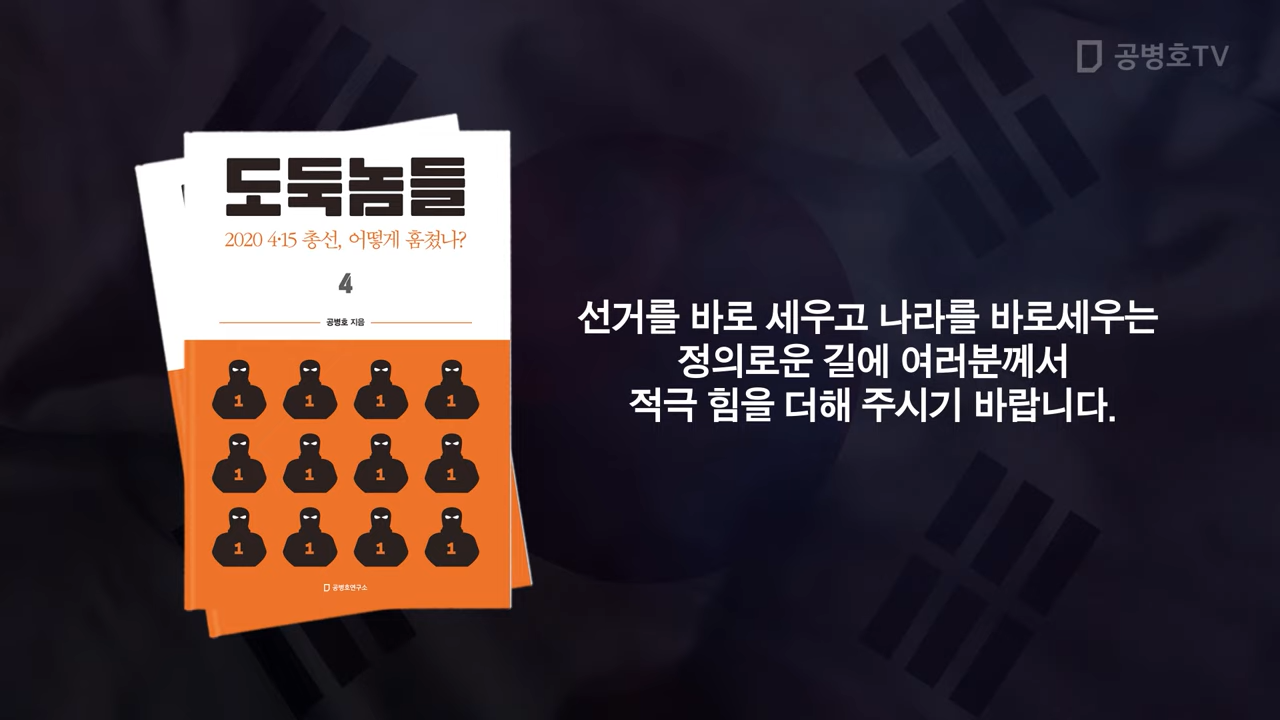 공병호TV
도둑놈들
2020 4·15 총선, 어떻게 훔쳤나?
4
공병호 지음
1 1 1 1
1 1 1 1
1 1 1 1
공병호연구소
선거를 바로 세우고 나라를 바로세우는
정의로운 길에 여러분께서
적극 힘을 더해 주시기 바랍니다.